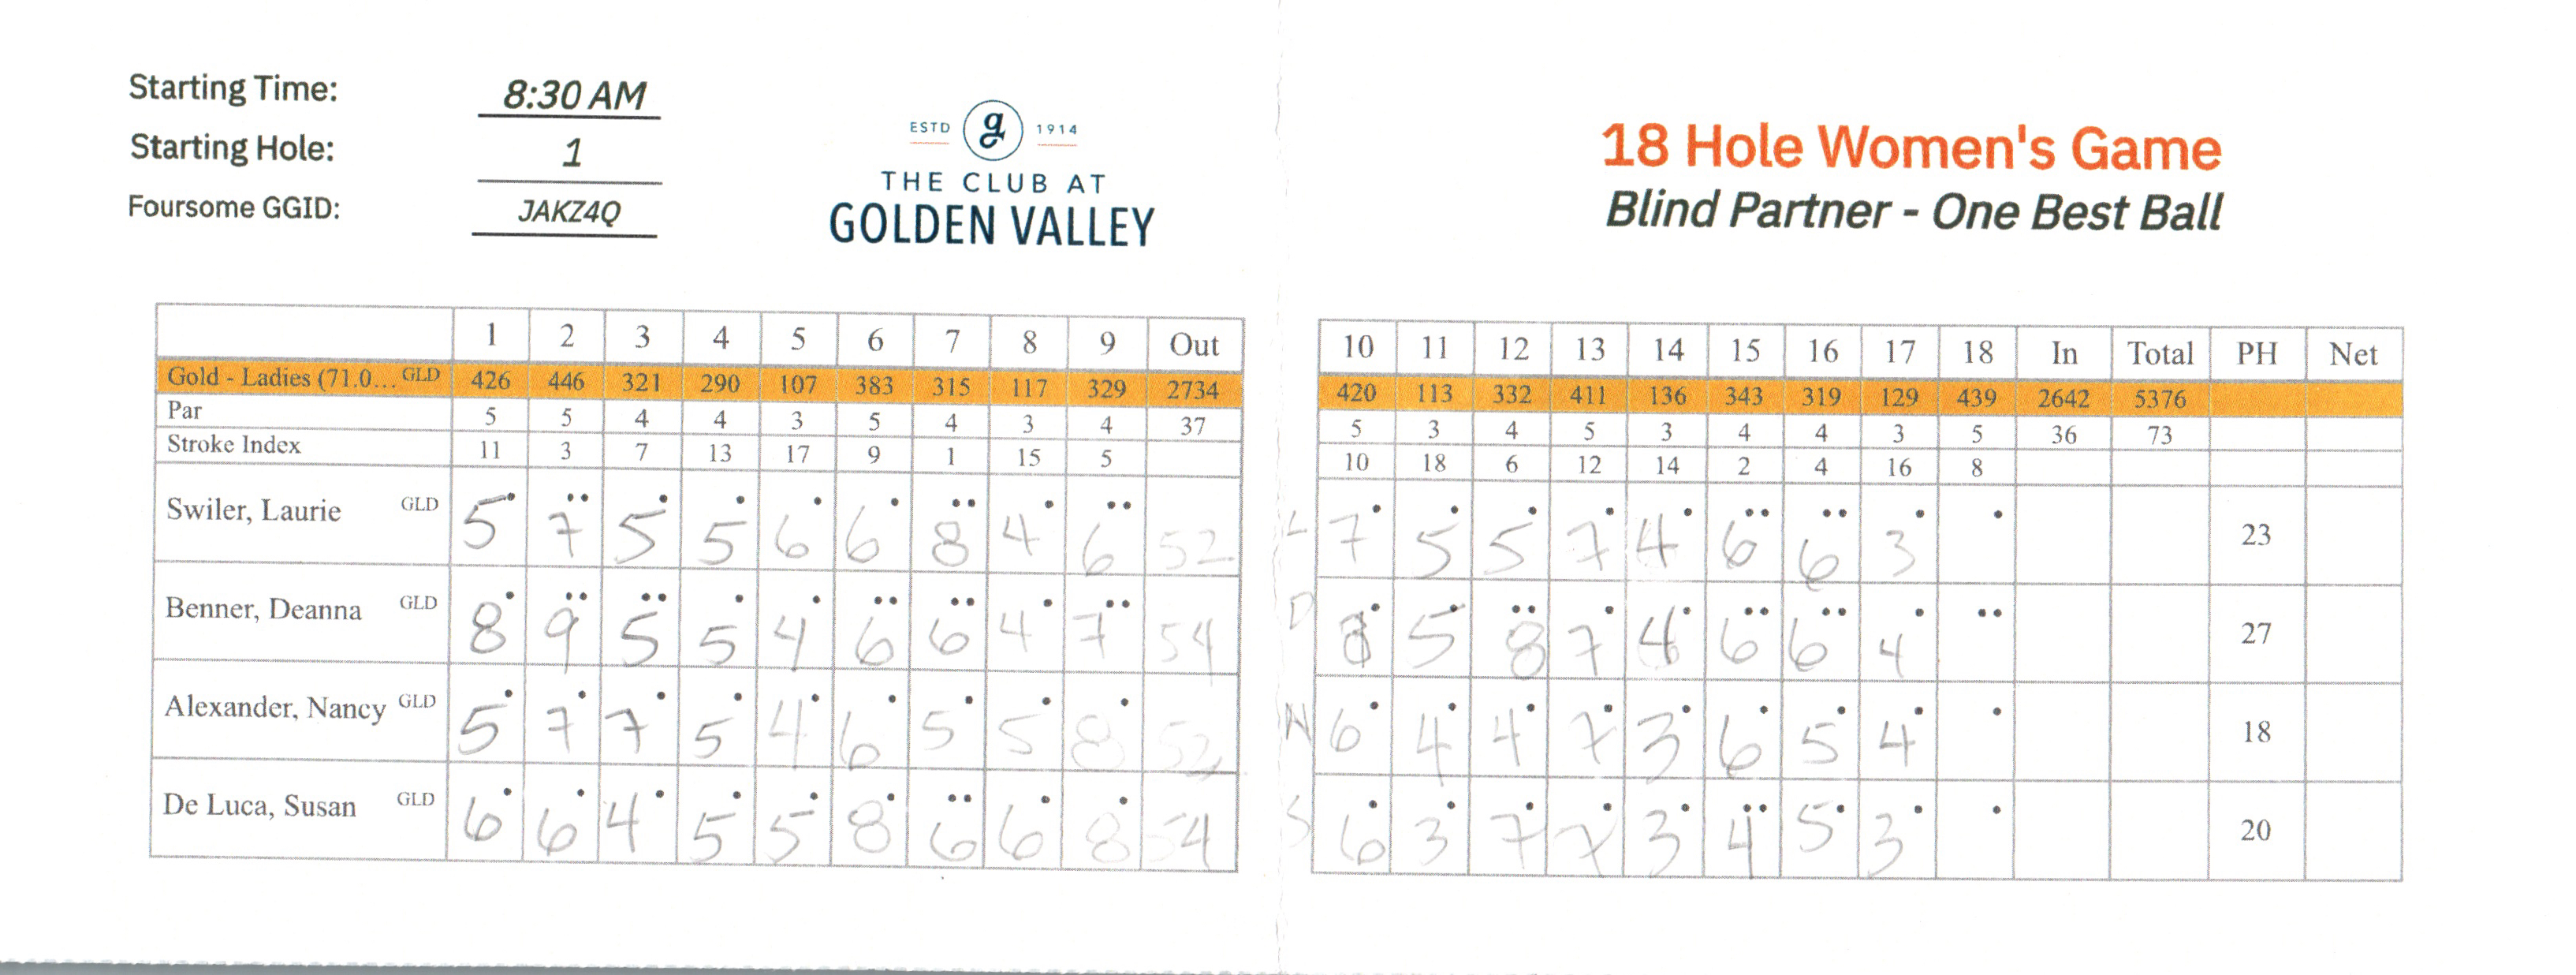 Starting Time: 8:30 AM
Starting Hole: 1
Foursome GGID: JAKZ4Q
ESTD g 1914
THE CLUB AT
GOLDEN VALLEY
18 Hole Women's Game
Blind Partner - One Best Ball
1 2 3 4 5 6 7 8 9 Out 10 11 12 13 14 15 16 17 18 In Total PH Net
Gold - Ladies (71.0... GLD 426 446 321 290 107 383 315 117 329 2734 420 113 332 411 136 343 319 129 439 2642 5376
Par 5 5 4 4 3 5 4 3 4 37 5 3 4 5 3 4 4 3 5 36 73
Stroke Index 11 3 7 13 17 9 1 15 5 10 18 6 12 14 2 4 16 8
Swiler, Laurie GLD 5 7 5 5 6 6 8 4 6 52 L 7 5 5 7 4 6 6 3 23
Benner, Deanna GLD 8 9 5 5 4 6 6 4 7 54 D 8 5 8 7 4 6 6 4 27
Alexander, Nancy GLD 5 7 7 5 4 6 5 5 8 52 N 6 4 4 7 3 6 5 4 18
De Luca, Susan GLD 6 6 4 5 5 8 6 6 8 54 S 6 3 7 7 3 4 5 3 20